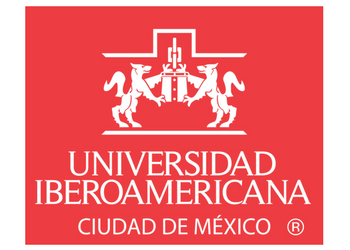 UNIVERSIDAD
IBEROAMERICANA
CIUDAD DE MÉXICO ®